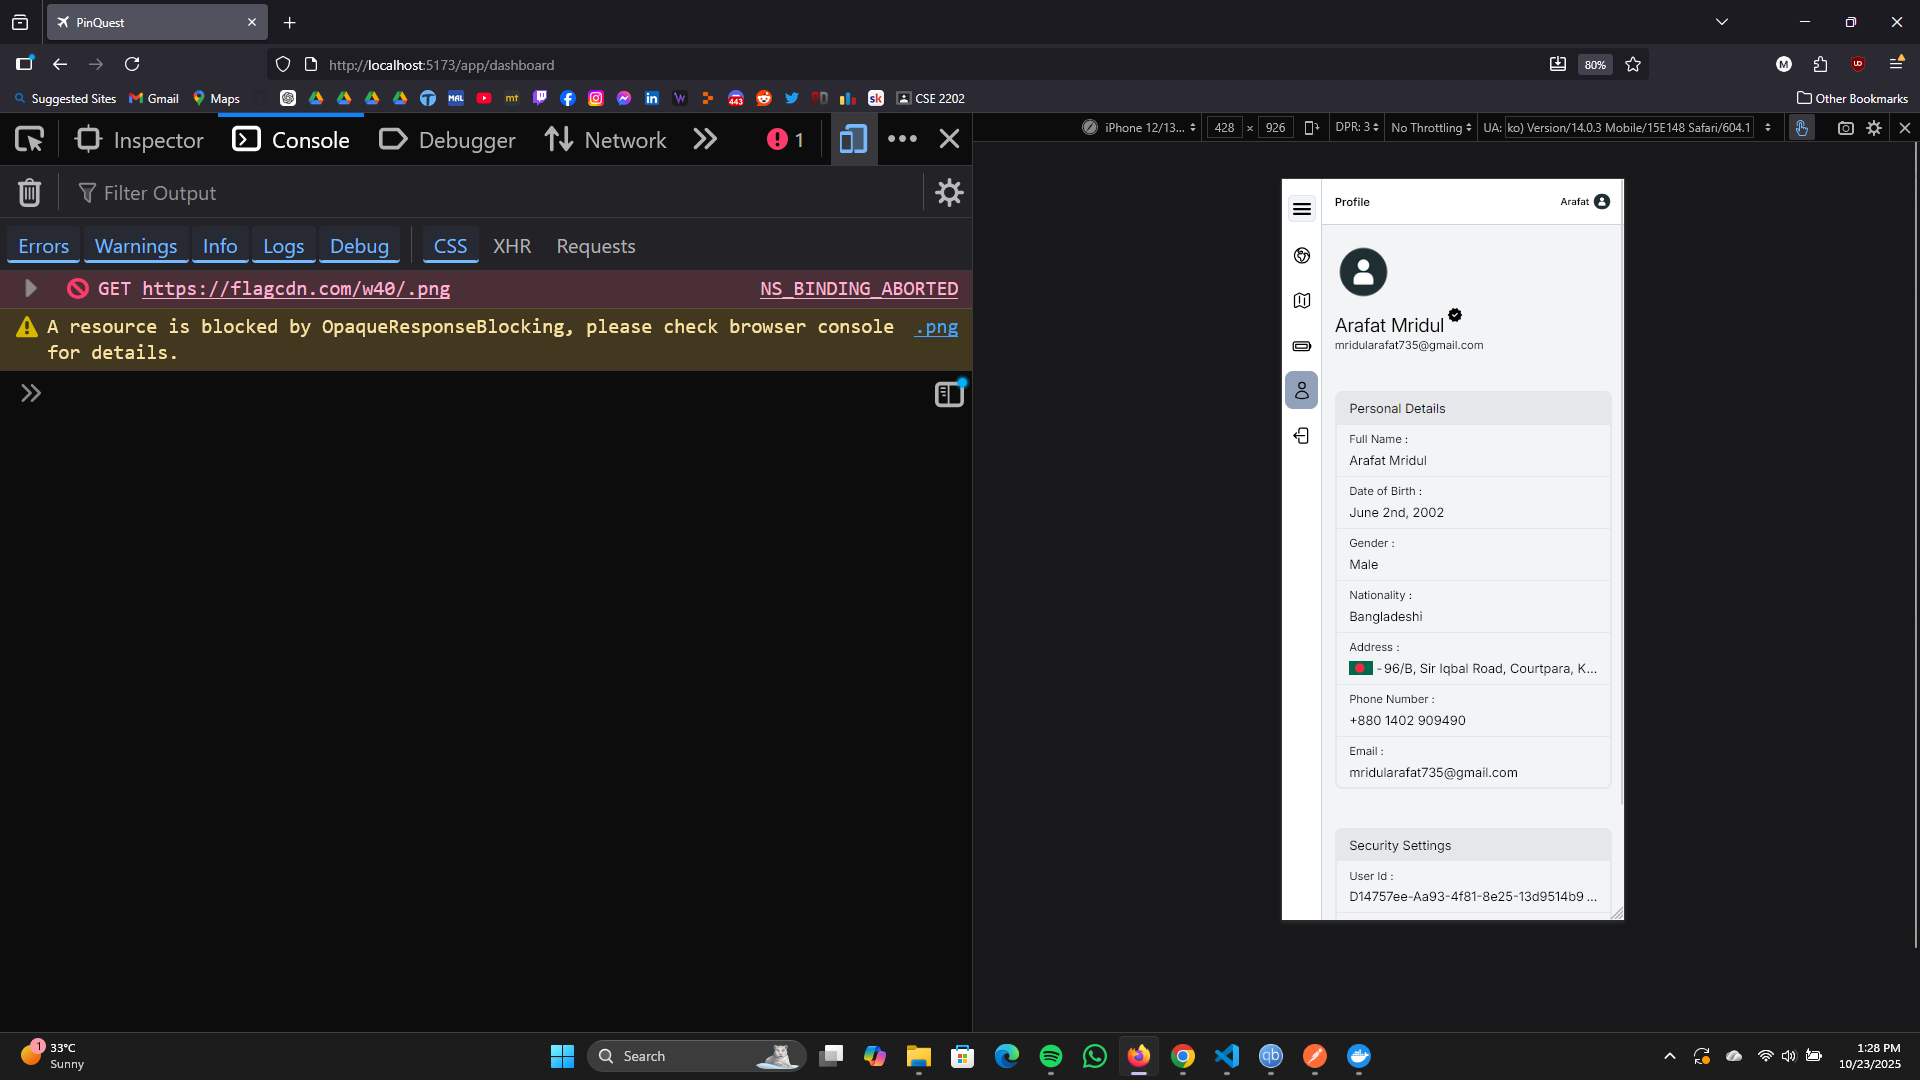 PinQuest
http://localhost:5173/app/dashboard
80%
M
Suggested Sites
Gmail
Maps
MAL
mt
443
sk
CSE 2202
Other Bookmarks
Inspector
Console
Debugger
Network
1
iPhone 12/13...
428 × 926
DPR: 3
No Throttling
UA: ko) Version/14.0.3 Mobile/15E148 Safari/604.1
Filter Output
Errors
Warnings
Info
Logs
Debug
CSS
XHR
Requests
GET https://flagcdn.com/w40/.png
NS_BINDING_ABORTED
A resource is blocked by OpaqueResponseBlocking, please check browser console
.png
for details.
Profile
Arafat
Arafat Mridul
mridularafat735@gmail.com
Personal Details
Full Name :
Arafat Mridul
Date of Birth :
June 2nd, 2002
Gender :
Male
Nationality :
Bangladeshi
Address :
- 96/B, Sir Iqbal Road, Courtpara, K...
Phone Number :
+880 1402 909490
Email :
mridularafat735@gmail.com
Security Settings
User Id :
D14757ee-Aa93-4f81-8e25-13d9514b9 ...
1
33°C
Sunny
Search
qb
1:28 PM
10/23/2025